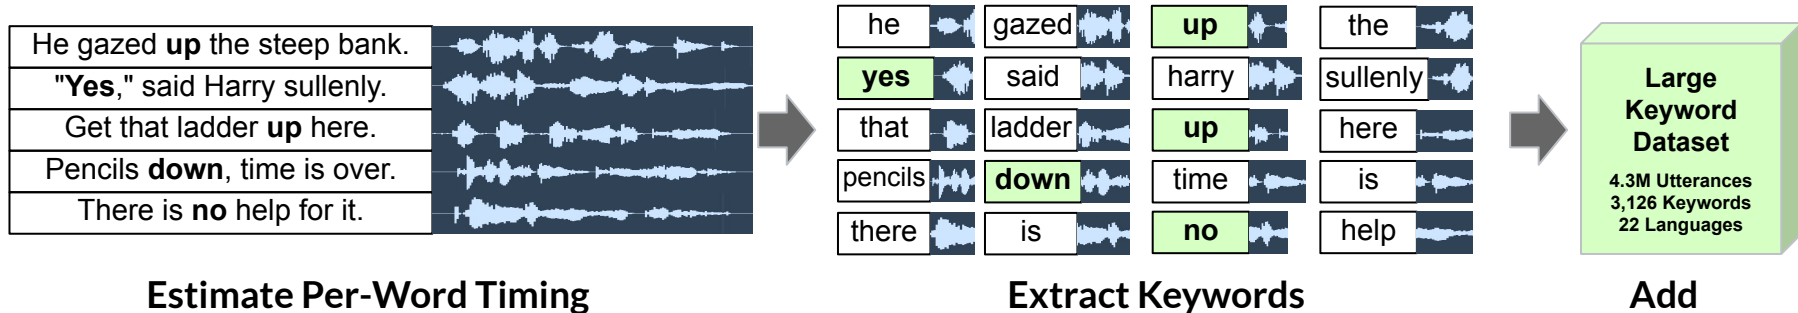 He gazed up the steep bank.
"Yes," said Harry sullenly.
Get that ladder up here.
Pencils down, time is over.
There is no help for it.
Estimate Per-Word Timing
he gazed up the
yes said harry sullenly
that ladder up here
pencils down time is
there is no help
Extract Keywords
Large
Keyword
Dataset
4.3M Utterances
3,126 Keywords
22 Languages
Add